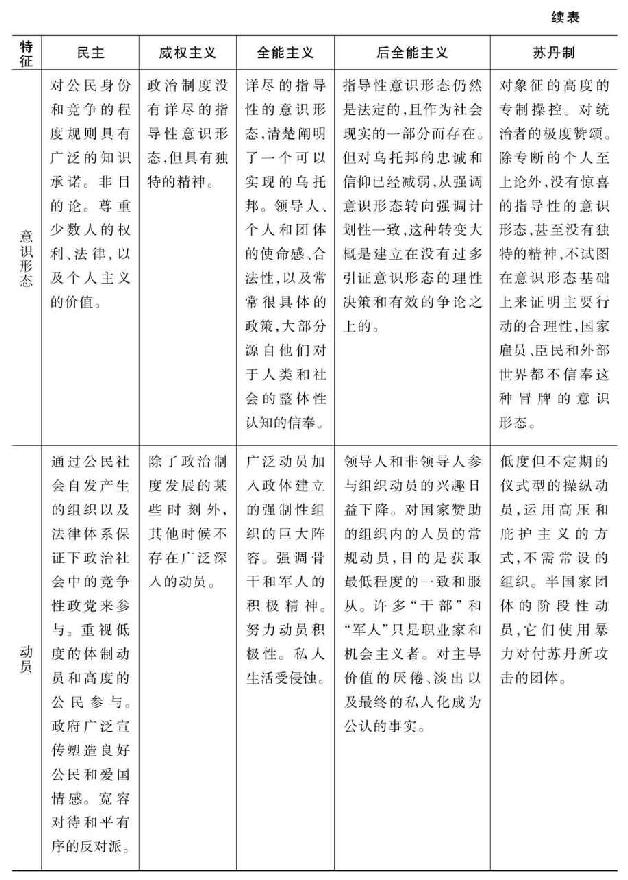 续表
特征
民主
威权主义
全能主义
后全能主义
苏丹制
意识形态
对公民身份
和竞争的程
度规则具有
广泛的知识
承诺。非目
的论。尊重
少数人的权
利、法律,以
及个人主义
的价值。
政治制度没
有详尽的指
导性意识形
态,但具有独
特的精神。
详尽的指导
性的意识形
态,清楚阐明
了一个可以
实现的乌托
邦。领导人、
个人和团体
的使命感、合
法性,以及常
常很具体的
政策,大部分
源自他们对
于人类和社
会的整体性
认知的信奉。
指导性意识形态仍然
是法定的,且作为社会
现实的一部分而存在。
但对乌托邦的忠诚和
信仰已经减弱,从强调
意识形态转向强调计
划性一致,这种转变大
概是建立在没有过多
引证意识形态的理性
决策和有效的争论之
上的。
对象征的高度的
专制操控。对统
治者的极度赞颂。
除专断的个人至
上论外,没有惊喜
的指导性的意识
形态,甚至没有独
特的精神,不试图
在意识形态基础
上来证明主要行
动的合理性,国家
雇员、臣民和外部
世界都不信奉这
种冒牌的意识
形态。
动员
通过公民社
会自发产生
的组织以及
法律体系保
证下政治社
会中的竞争
性政党来参
与。重视低
度的体制动
员和高度的
公民参与。
政府广泛宣
传塑造良好
公民和爱国
情感。宽容
对待和平有
序的反对派。
除了政治制
度发展的某
些时刻外,
其他时候不
存在广泛深
入的动员。
广泛动员加
入政体建立
的强制性组
织的巨大阵
容。强调骨
干和军人的
积极精神。
努力动员积
极性。私人
生活受侵蚀。
领导人和非领导人参
与组织动员的兴趣日
益下降。对国家赞助
的组织内的人员的常
规动员,目的是获取
最低程度的一致和服
从。许多“干部”和
“军人”只是职业家和
机会主义者。对主导
价值的厌倦、淡出以
及最终的私人化成为
公认的事实。
低度但不定期的
仪式型的操纵动
员,运用高压和
庇护主义的方
式,不需常设的
组织。半国家团
体的阶段性动
员,它们使用暴
力对付苏丹所攻
击的团体。